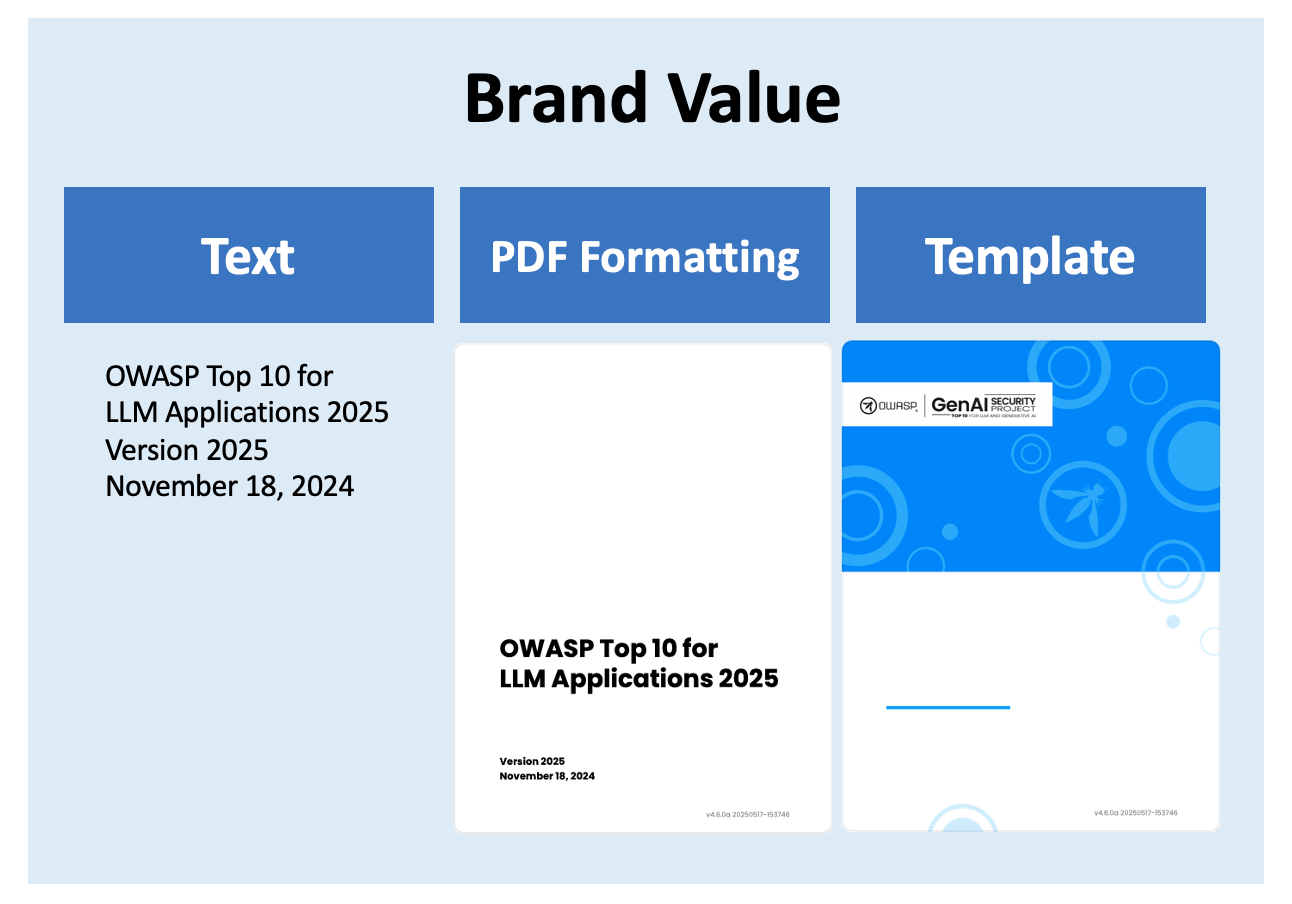 Brand Value
Text
PDF Formatting
Template
OWASP Top 10 for
LLM Applications 2025
Version 2025
November 18, 2024
OWASP Top 10 for
LLM Applications 2025
Version 2025
November 18, 2024
v4.6.0a 20250517-153746
OWASP
GenAI SECURITY
PROJECT
TOP 10 FOR LLM AND GENERATIVE AI
v4.6.0a 20250517-153746